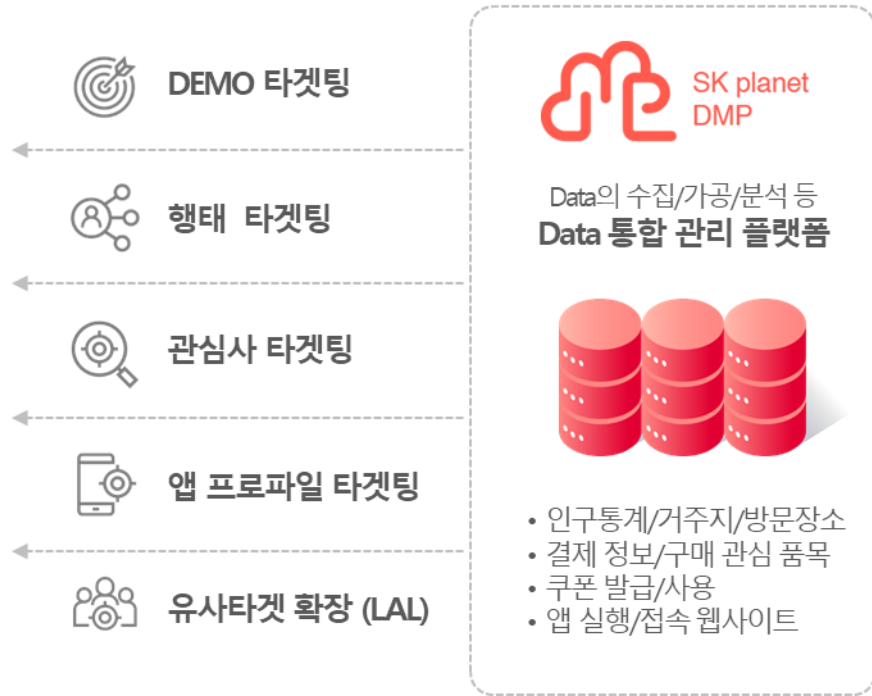 DEMO 타겟팅
행태 타겟팅
관심사 타겟팅
앱 프로파일 타겟팅
유사타겟 확장 (LAL)
SK planet
DMP
Data의 수집/가공/분석 등
Data 통합 관리 플랫폼
• 인구통계/거주지/방문장소
• 결제 정보/구매 관심 품목
• 쿠폰 발급/사용
• 앱 실행/접속 웹사이트